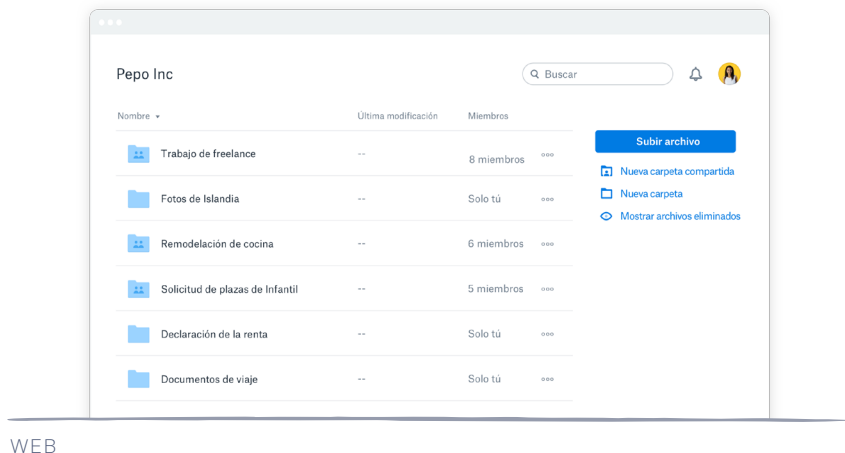 Pepo Inc
Buscar
Nombre Última modificación Miembros
Subir archivo
Trabajo de freelance -- 8 miembros
Nueva carpeta compartida
Nueva carpeta
Fotos de Islandia -- Solo tú
Mostrar archivos eliminados
Remodelación de cocina -- 6 miembros
Solicitud de plazas de Infantil -- 5 miembros
Declaración de la renta -- Solo tú
Documentos de viaje -- Solo tú
WEB